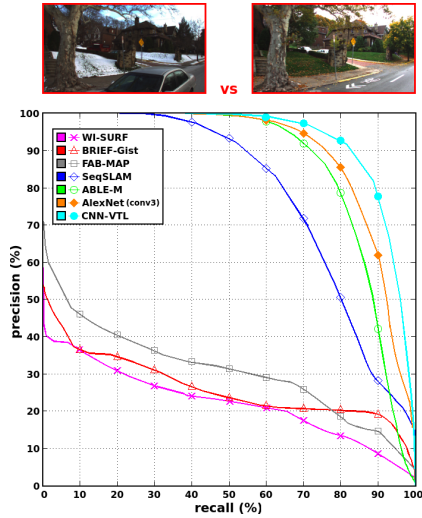 vs
WI-SURF
BRIEF-Gist
FAB-MAP
SeqSLAM
ABLE-M
AlexNet (conv3)
CNN-VTL
precision (%)
100
90
80
70
60
50
40
30
20
10
0
0 10 20 30 40 50 60 70 80 90 100
recall (%)